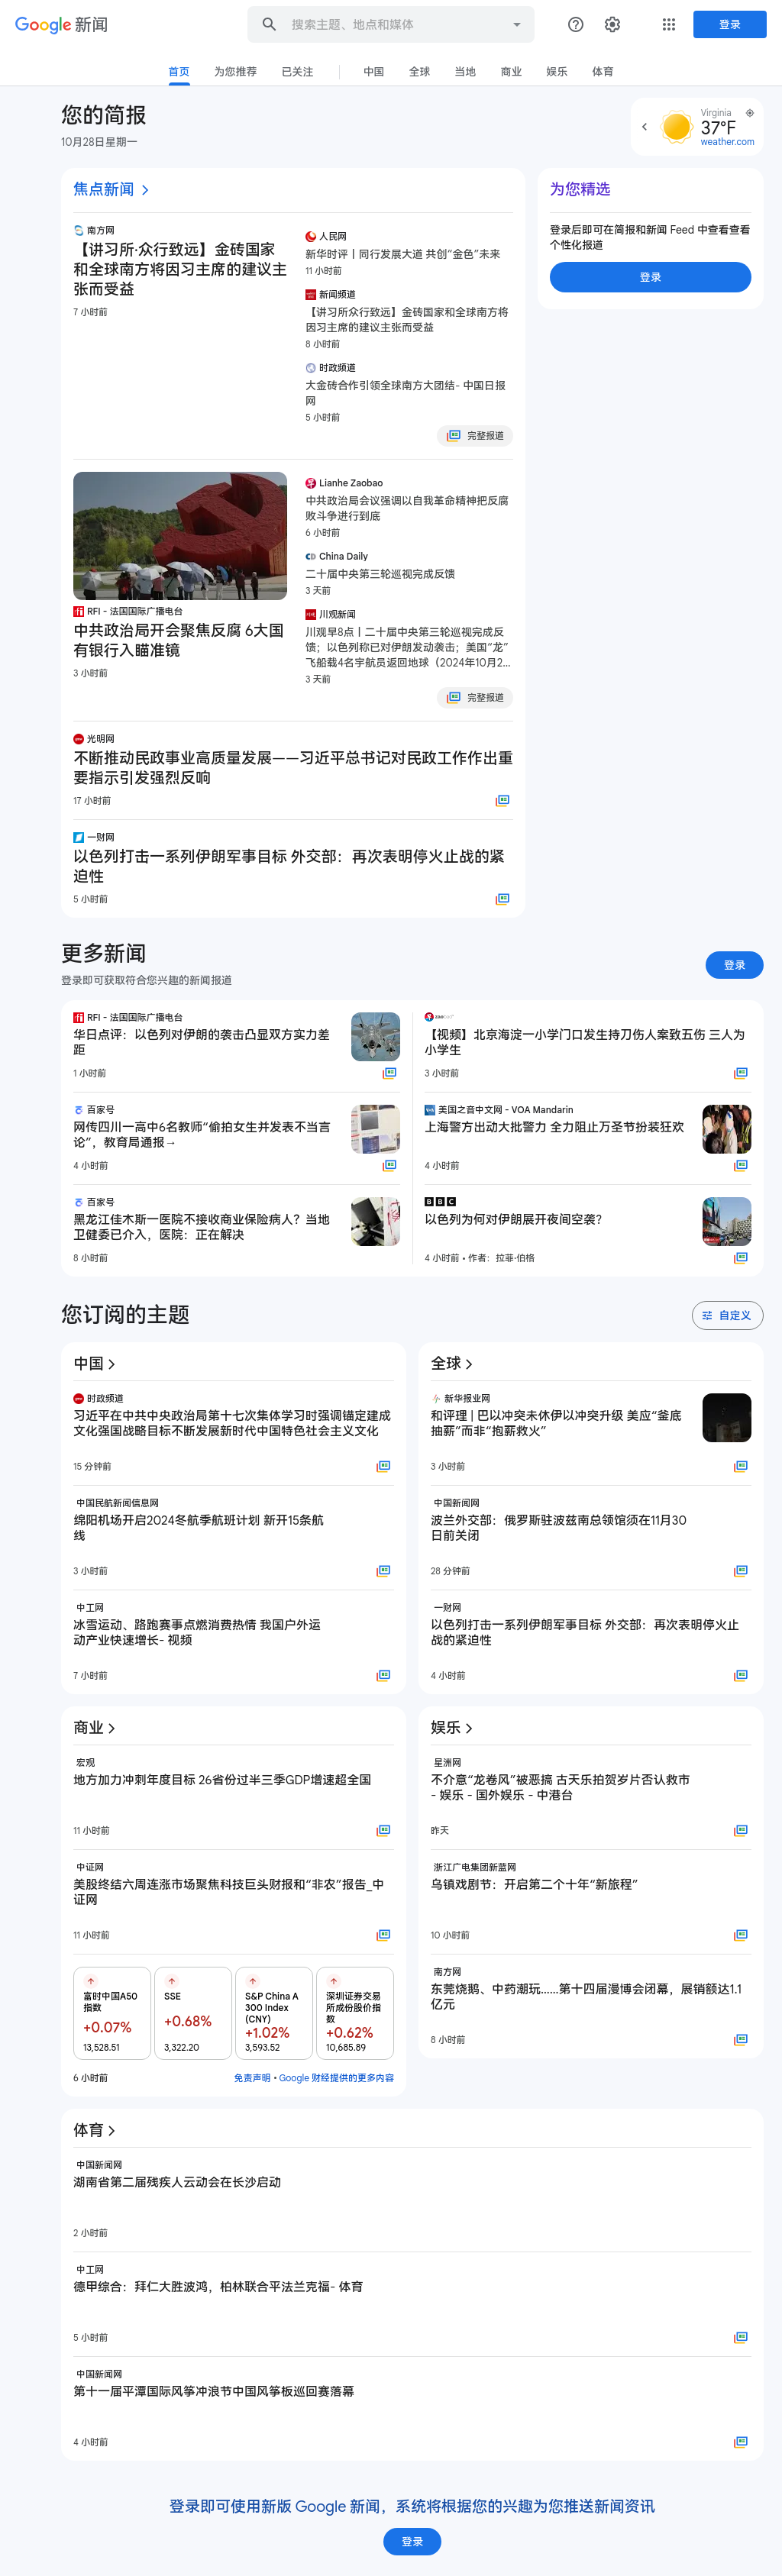 Google 新闻
搜索主题、地点和媒体
登录
首页
为您推荐
已关注
中国
全球
当地
商业
娱乐
体育
您的简报
10月28日星期一
Virginia
37°F
weather.com
焦点新闻
南方网
【讲习所·众行致远】金砖国家
和全球南方将因习主席的建议主
张而受益
7 小时前
人民网
新华时评丨同行发展大道 共创“金色”未来
11 小时前
新闻频道
【讲习所众行致远】金砖国家和全球南方将
因习主席的建议主张而受益
8 小时前
时政频道
大金砖合作引领全球南方大团结- 中国日报
网
5 小时前
完整报道
为您精选
登录后即可在简报和新闻 Feed 中查看查看
个性化报道
登录
RFI - 法国国际广播电台
中共政治局开会聚焦反腐 6大国
有银行入瞄准镜
3 小时前
Lianhe Zaobao
中共政治局会议强调以自我革命精神把反腐
败斗争进行到底
6 小时前
China Daily
二十届中央第三轮巡视完成反馈
3 天前
川观新闻
川观早8点丨二十届中央第三轮巡视完成反
馈；以色列称已对伊朗发动袭击；美国“龙”
飞船载4名宇航员返回地球（2024年10月2...
3 天前
完整报道
光明网
不断推动民政事业高质量发展——习近平总书记对民政工作作出重
要指示引发强烈反响
17 小时前
一财网
以色列打击一系列伊朗军事目标 外交部：再次表明停火止战的紧
迫性
5 小时前
更多新闻
登录即可获取符合您兴趣的新闻报道
登录
RFI - 法国国际广播电台
华日点评：以色列对伊朗的袭击凸显双方实力差
距
1 小时前
百家号
网传四川一高中6名教师“偷拍女生并发表不当言
论”，教育局通报→
4 小时前
百家号
黑龙江佳木斯一医院不接收商业保险病人？当地
卫健委已介入，医院：正在解决
8 小时前
【视频】北京海淀一小学门口发生持刀伤人案致五伤 三人为
小学生
3 小时前
美国之音中文网 - VOA Mandarin
上海警方出动大批警力 全力阻止万圣节扮装狂欢
4 小时前
BBC
以色列为何对伊朗展开夜间空袭？
4 小时前 • 作者：拉菲·伯格
您订阅的主题
自定义
中国
时政频道
习近平在中共中央政治局第十七次集体学习时强调锚定建成
文化强国战略目标不断发展新时代中国特色社会主义文化
15 分钟前
中国民航新闻信息网
绵阳机场开启2024冬航季航班计划 新开15条航
线
3 小时前
中工网
冰雪运动、路跑赛事点燃消费热情 我国户外运
动产业快速增长- 视频
7 小时前
全球
新华报业网
和评理 | 巴以冲突未休伊以冲突升级 美应“釜底
抽薪”而非“抱薪救火”
3 小时前
中国新闻网
波兰外交部：俄罗斯驻波兹南总领馆须在11月30
日前关闭
28 分钟前
一财网
以色列打击一系列伊朗军事目标 外交部：再次表明停火止
战的紧迫性
4 小时前
商业
宏观
地方加力冲刺年度目标 26省份过半三季GDP增速超全国
11 小时前
中证网
美股终结六周连涨市场聚焦科技巨头财报和“非农”报告_中
证网
11 小时前
富时中国A50
指数
+0.07%
13,528.51
SSE
+0.68%
3,322.20
S&P China A
300 Index
(CNY)
+1.02%
3,593.52
深圳证券交易
所成份股价指
数
+0.62%
10,685.89
6 小时前
免责声明 • Google 财经提供的更多内容
娱乐
星洲网
不介意“龙卷风”被恶搞 古天乐拍贺岁片否认救市
- 娱乐 - 国外娱乐 - 中港台
昨天
浙江广电集团新蓝网
乌镇戏剧节：开启第二个十年“新旅程”
10 小时前
南方网
东莞烧鹅、中药潮玩……第十四届漫博会闭幕，展销额达1.1
亿元
8 小时前
体育
中国新闻网
湖南省第二届残疾人云动会在长沙启动
2 小时前
中工网
德甲综合：拜仁大胜波鸿，柏林联合平法兰克福- 体育
5 小时前
中国新闻网
第十一届平潭国际风筝冲浪节中国风筝板巡回赛落幕
4 小时前
登录即可使用新版 Google 新闻，系统将根据您的兴趣为您推送新闻资讯
登录